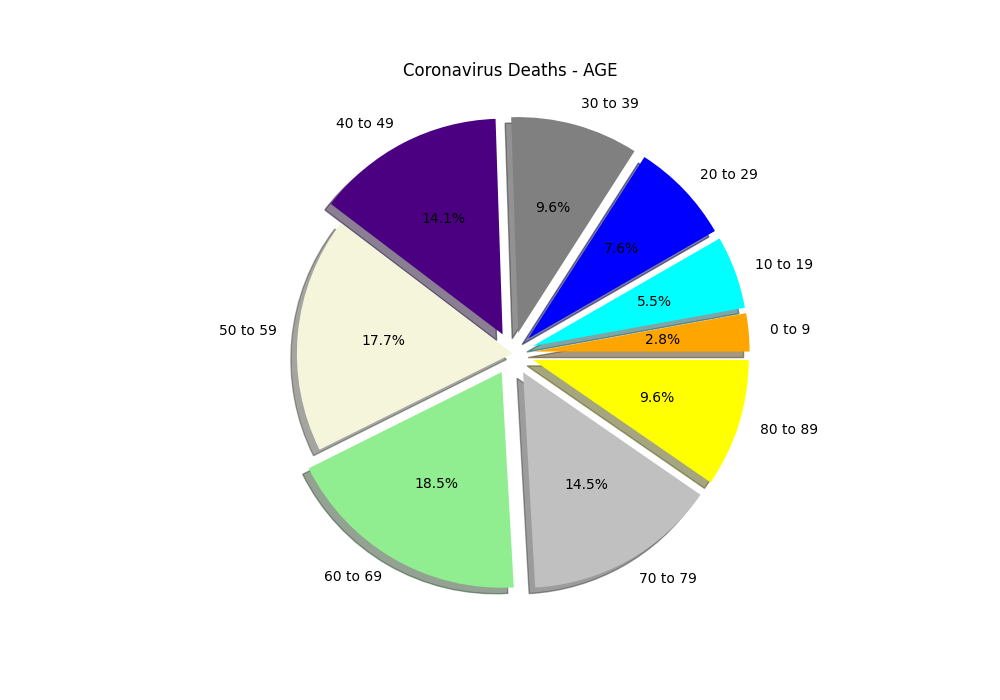 Coronavirus Deaths - AGE
30 to 39
40 to 49
20 to 29
9.6%
14.1%
7.6%
10 to 19
5.5%
0 to 9
50 to 59
17.7%
2.8%
9.6%
80 to 89
18.5%
14.5%
60 to 69
70 to 79